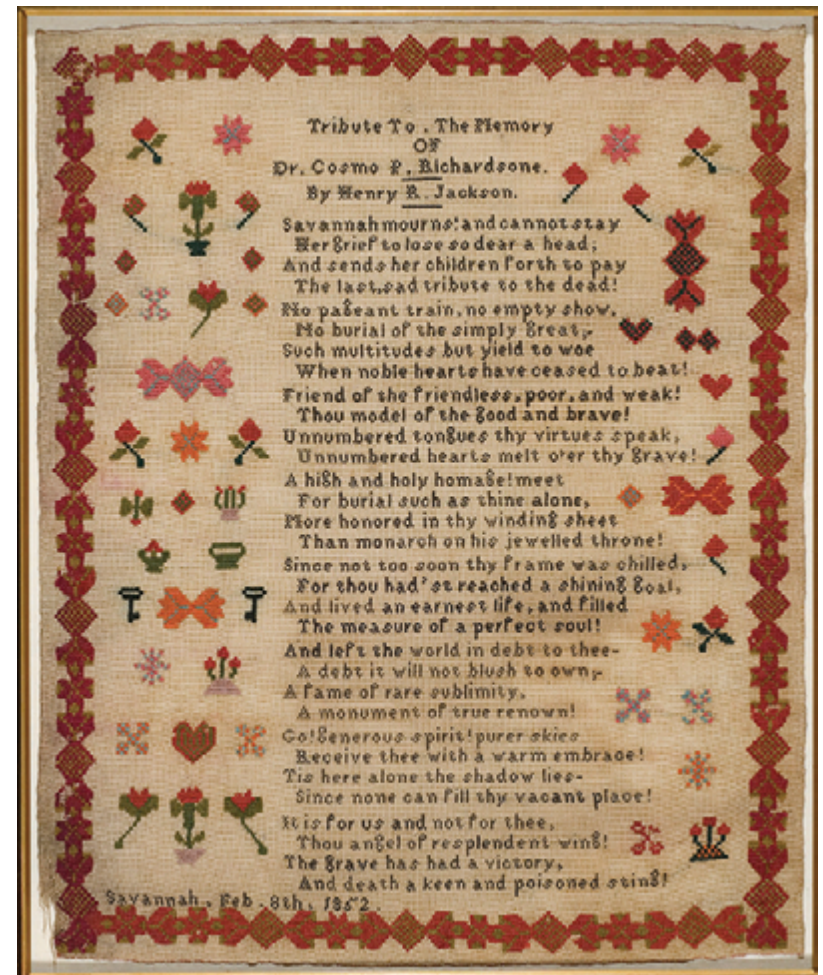 Tribute To . The Memory
OF
Dr. Cosmo P. Richardsone.
By Henry R. Jackson.
Savannah mourns! and cannot stay
Her grief to lose so dear a head;
And sends her children forth to pay
The last, sad tribute to the dead!
No pageant train, no empty show,
No burial of the simply great;-
Such multitudes but yield to woe
When noble hearts have ceased to beat!
Friend of the friendless, poor, and weak!
Thou model of the good and brave!
Unnumbered tongues thy virtues speak,
Unnumbered hearts melt o'er thy grave!
A high and holy homage! meet
For burial such as thine alone,
More honored in thy winding sheet
Than monarch on his jewelled throne!
Since not too soon thy frame was chilled,
For thou had'st reached a shining goal,
And lived an earnest life, and filled
The measure of a perfect soul!
And left the world in debt to thee-
A debt it will not blush to own;-
A fame of rare sublimity,
A monument of true renown!
Go! generous spirit! purer skies
Receive thee with a warm embrace!
Tis here alone the shadow lies-
Since none can fill thy vacant place!
It is for us and not for thee,
Thou angel of resplendent wing!
The grave has had a victory,
And death a keen and poisoned sting!
Savannah, Feb. 8th, 1852.